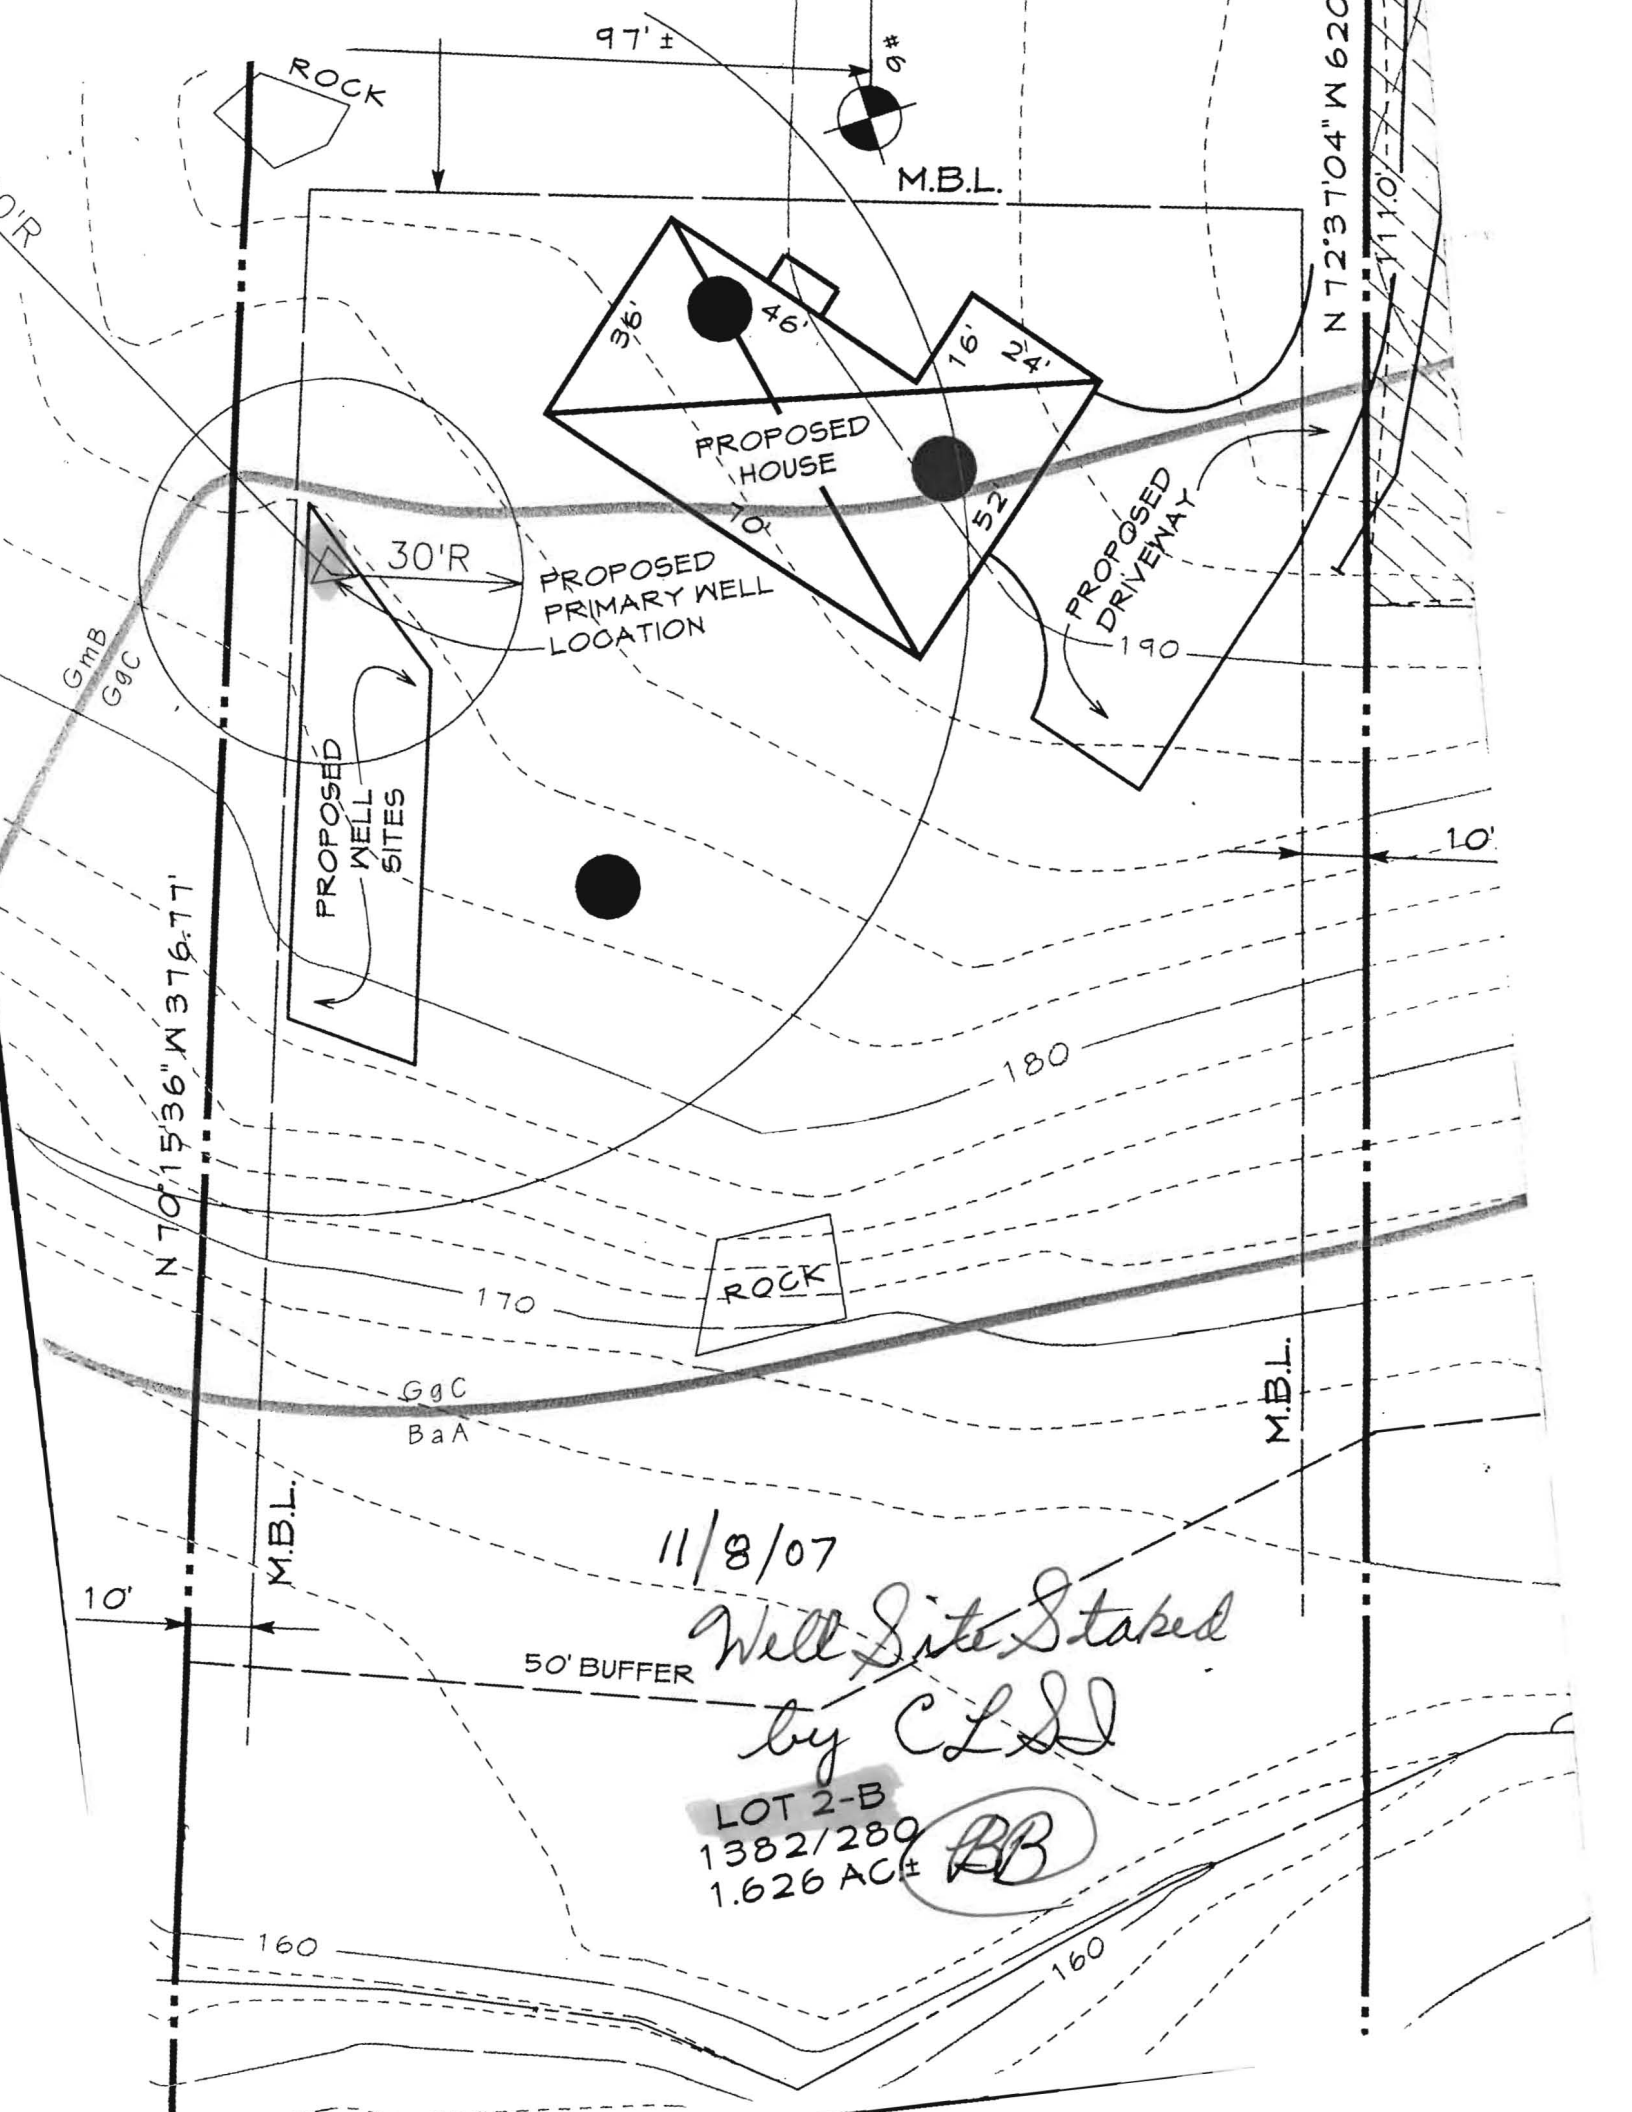 97'±
#6
ROCK
M.B.L.
N 72°37'04" W 620
11.0'
0'R
36'
46'
16'
24'
PROPOSED
HOUSE
70'
52'
PROPOSED
DRIVEWAY
30'R
PROPOSED
PRIMARY WELL
LOCATION
190
GmB
GgC
PROPOSED
WELL
SITES
10'
N 70°15'36" W 376.77'
180
ROCK
170
GgC
BaA
M.B.L.
M.B.L.
11/8/07
Well Site Staked
by CLSI
10'
50' BUFFER
LOT 2-B
1382/280
1.626 AC.±
BB
160
160